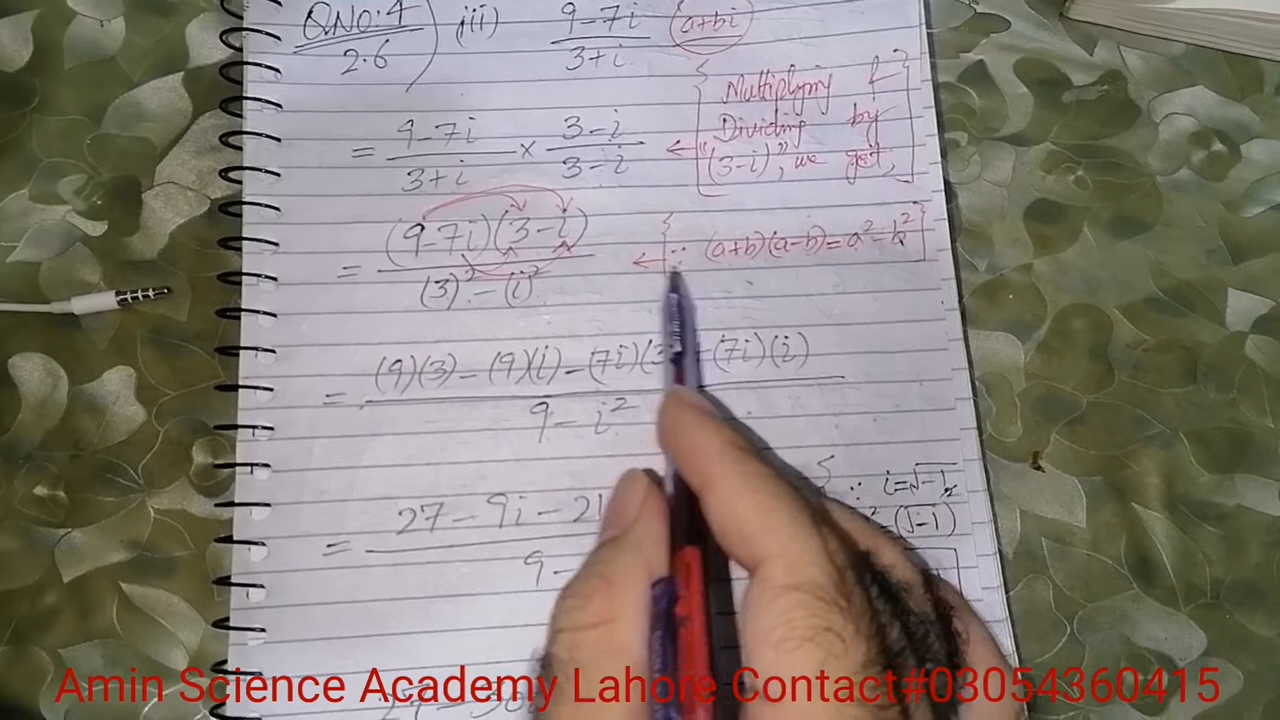 QNO:4 (iii) 9-7i / 3+i (a+bi)
2.6
= 9-7i / 3+i × 3-i / 3-i
Multiplying &
Dividing by
"(3-i)", we get,
= (9-7i)(3-i) / (3)² - (i)²
∵ (a+b)(a-b)=a²-b²
= (9)(3) - (9)(i) - (7i)(3 (7i)(i) / 9 - i²
= 27 - 9i - 21 / 9 -
∵ i=√-1
(√-1)
Amin Science Academy Lahore Contact#03054360415